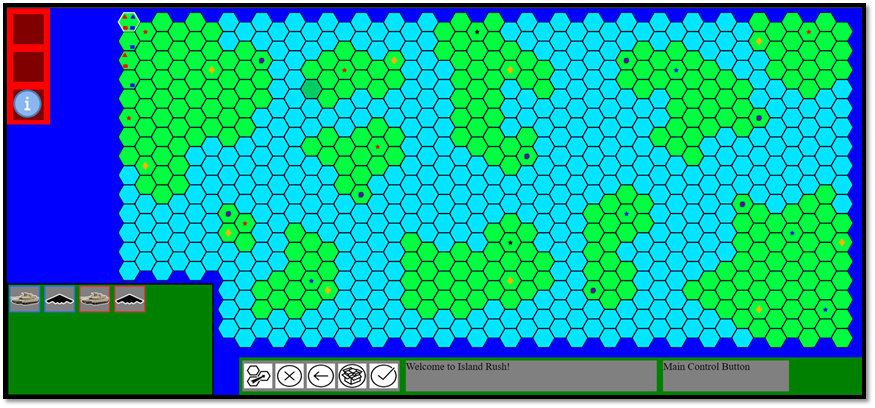 i
Welcome to Island Rush!
Main Control Button